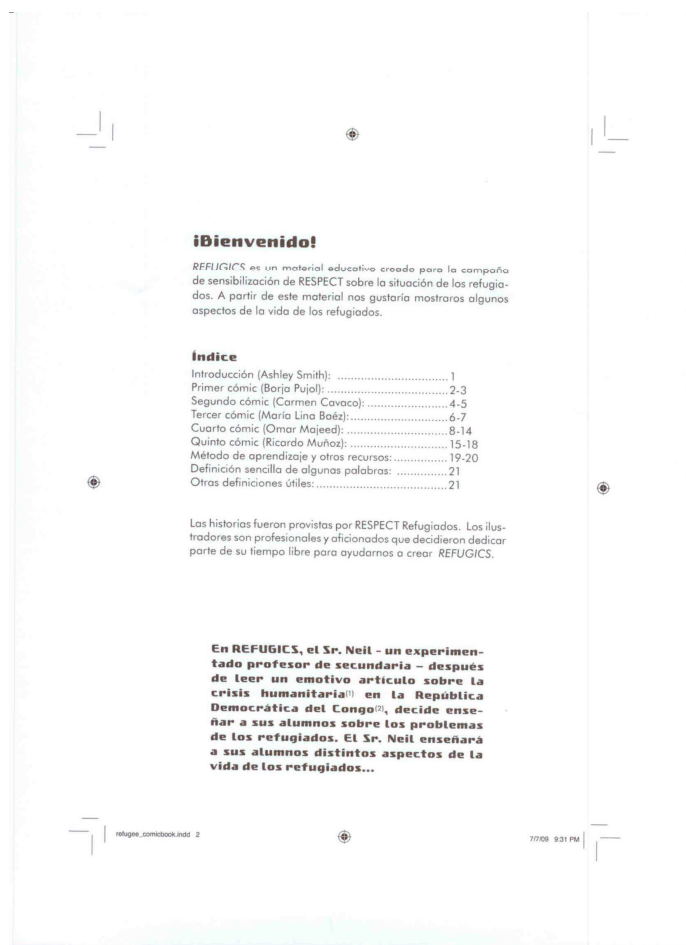 ¡Bienvenido!
REFUGICS es un material educativo creado para la campaña
de sensibilización de RESPECT sobre la situación de los refugia-
dos. A partir de este material nos gustaría mostraros algunos
aspectos de la vida de los refugiados.
Índice
Introducción (Ashley Smith): ............................... 1
Primer cómic (Borja Pujol): .................................. 2-3
Segundo cómic (Carmen Cavaco): ....................... 4-5
Tercer cómic (María Lina Baéz):........................... 6-7
Cuarto cómic (Omar Majeed): ............................. 8-14
Quinto cómic (Ricardo Muñoz): ........................... 15-18
Método de aprendizaje y otros recursos:............... 19-20
Definición sencilla de algunas palabras: .............. 21
Otras definiciones útiles:..................................... 21
Las historias fueron provistas por RESPECT Refugiados. Los ilus-
tradores son profesionales y aficionados que decidieron dedicar
parte de su tiempo libre para ayudarnos a crear REFUGICS.
En REFUGICS, el Sr. Neil - un experimen-
tado profesor de secundaria – después
de leer un emotivo artículo sobre la
crisis humanitaria(1) en la República
Democrática del Congo(2), decide ense-
ñar a sus alumnos sobre los problemas
de los refugiados. El Sr. Neil enseñará
a sus alumnos distintos aspectos de la
vida de los refugiados...
refugee_comicbook.indd 2
7/7/09 9:31 PM